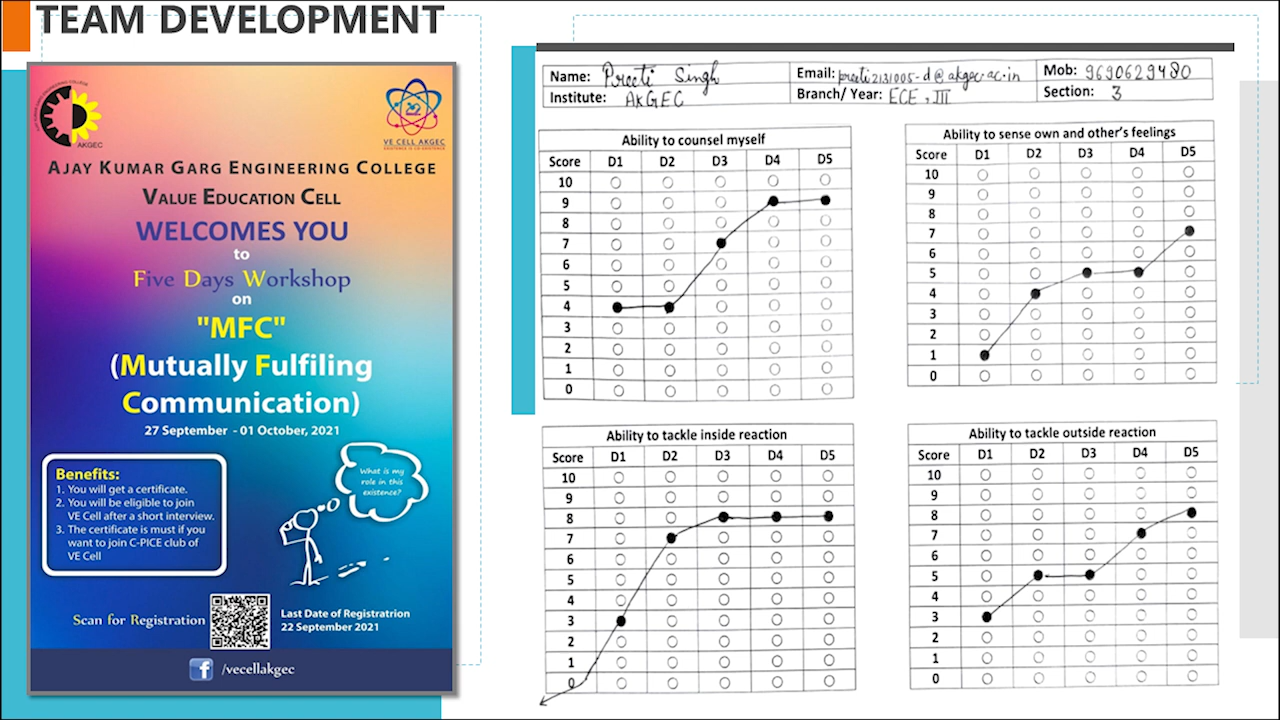 TEAM DEVELOPMENT
AKGEC
VE CELL AKGEC
EXISTENCE IS CO-EXISTENCE
AJAY KUMAR GARG ENGINEERING COLLEGE
VALUE EDUCATION CELL
WELCOMES YOU
to
Five Days Workshop
on
"MFC"
(Mutually Fulfiling
Communication)
27 September - 01 October, 2021
Benefits:
1. You will get a certificate.
2. You will be eligible to join
VE Cell after a short interview.
3. The certificate is must if you
want to join C-PICE club of
VE Cell
What is my
role in this
existence?
Scan for Registration
Last Date of Registratrion
22 September 2021
f /vecellakgec
Name: Preeti Singh Email: preeti2131005-d@akgec.ac.in Mob: 9690629480
Institute: AKGEC Branch/ Year: ECE, III Section: 3
Ability to counsel myself
Score D1 D2 D3 D4 D5
10
9
8
7
6
5
4
3
2
1
0
Ability to sense own and other's feelings
Score D1 D2 D3 D4 D5
10
9
8
7
6
5
4
3
2
1
0
Ability to tackle inside reaction
Score D1 D2 D3 D4 D5
10
9
8
7
6
5
4
3
2
1
0
Ability to tackle outside reaction
Score D1 D2 D3 D4 D5
10
9
8
7
6
5
4
3
2
1
0